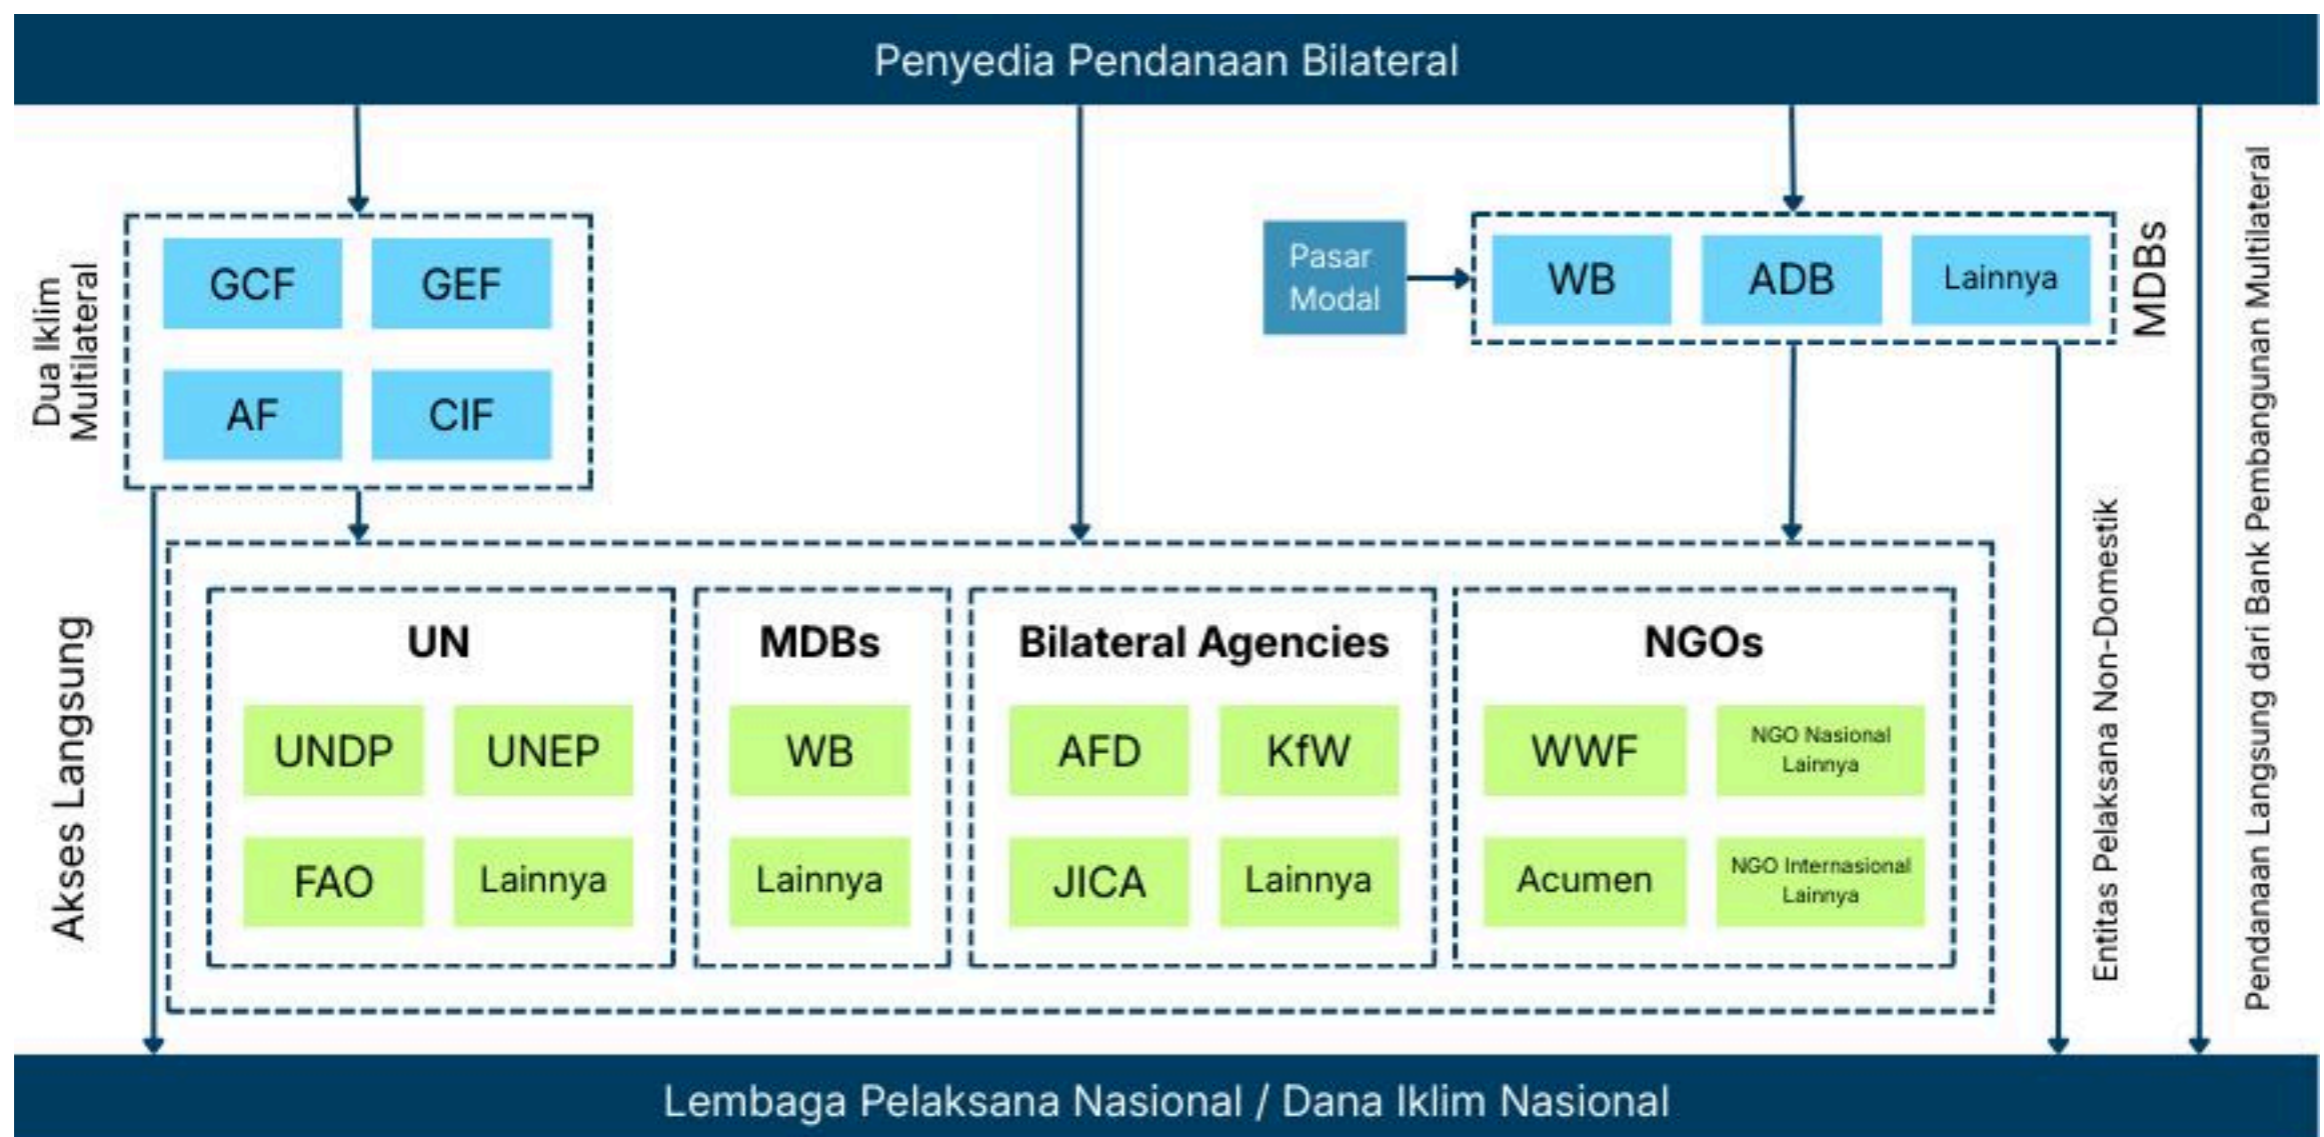 Penyedia Pendanaan Bilateral
Dua Iklim
Multilateral
GCF
GEF
AF
CIF
Pasar
Modal
WB
ADB
Lainnya
MDBs
Akses Langsung
UN
UNDP
UNEP
FAO
Lainnya
MDBs
WB
Lainnya
Bilateral Agencies
AFD
KfW
JICA
Lainnya
NGOs
WWF
NGO Nasional
Lainnya
Acumen
NGO Internasional
Lainnya
Entitas Pelaksana Non-Domestik
Pendanaan Langsung dari Bank Pembangunan Multilateral
Lembaga Pelaksana Nasional / Dana Iklim Nasional